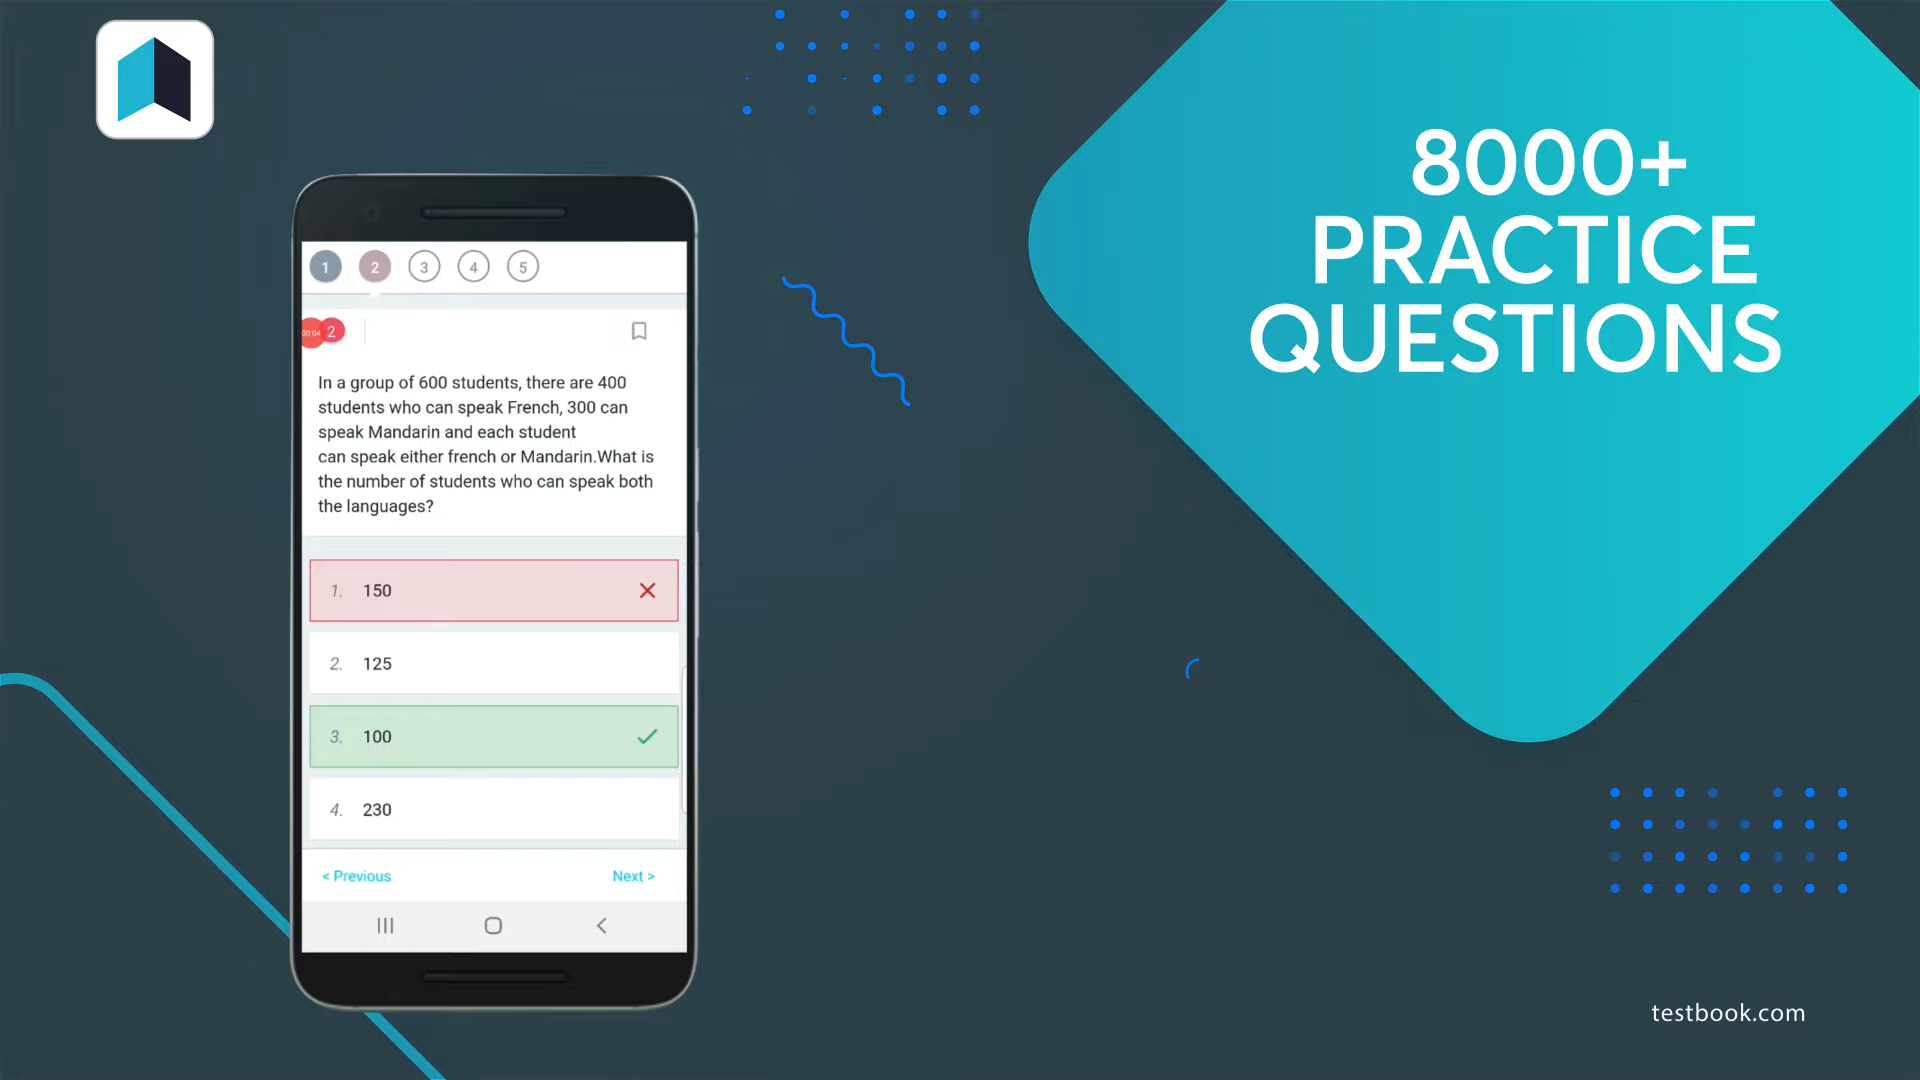 8000+
PRACTICE
QUESTIONS
1 2 3 4 5
00:04 2
In a group of 600 students, there are 400
students who can speak French, 300 can
speak Mandarin and each student
can speak either french or Mandarin.What is
the number of students who can speak both
the languages?
1. 150
2. 125
3. 100
4. 230
< Previous Next >
testbook.com